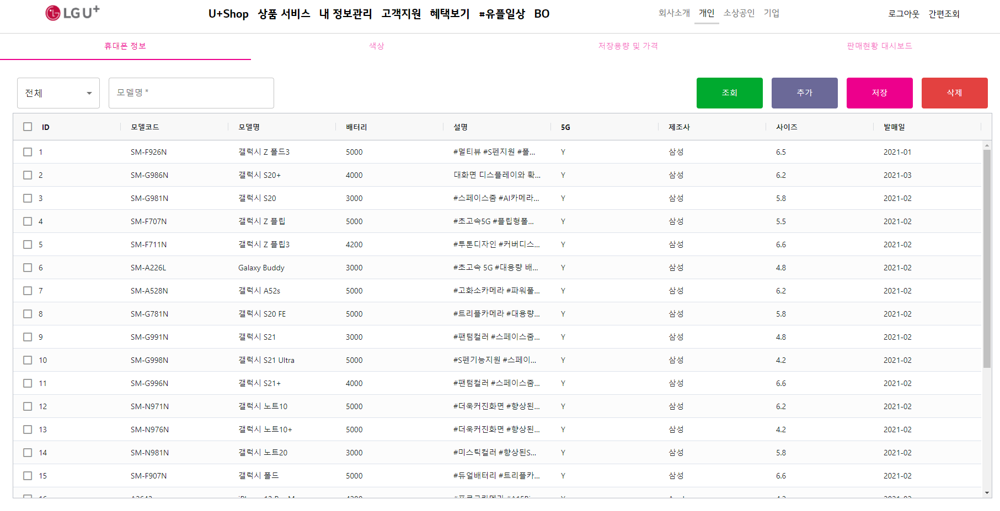 LG U+ U+Shop 상품 서비스 내 정보관리 고객지원 혜택보기 #유플일상 BO 회사소개 개인 소상공인 기업 로그아웃 간편조회
휴대폰 정보 색상 저장용량 및 가격 판매현황 대시보드
전체 모델명 * 조회 추가 저장 삭제
ID 모델코드 모델명 배터리 설명 5G 제조사 사이즈 발매일
1 SM-F926N 갤럭시 Z 폴드3 5000 #멀티뷰 #S펜지원 #폴... Y 삼성 6.5 2021-01
2 SM-G986N 갤럭시 S20+ 4000 대화면 디스플레이와 확... Y 삼성 6.2 2021-03
3 SM-G981N 갤럭시 S20 3000 #스페이스줌 #AI카메라... Y 삼성 5.8 2021-02
4 SM-F707N 갤럭시 Z 플립 5000 #초고속5G #플립형폴... Y 삼성 5.5 2021-02
5 SM-F711N 갤럭시 Z 플립3 4200 #투톤디자인 #커버디스... Y 삼성 6.6 2021-02
6 SM-A226L Galaxy Buddy 3000 #초고속 5G #대용량 배... Y 삼성 4.8 2021-02
7 SM-A528N 갤럭시 A52s 5000 #고화소카메라 #파워풀... Y 삼성 6.2 2021-02
8 SM-G781N 갤럭시 S20 FE 5000 #트리플카메라 #대용량... Y 삼성 5.8 2021-02
9 SM-G991N 갤럭시 S21 3000 #팬텀컬러 #스페이스줌... Y 삼성 4.8 2021-02
10 SM-G998N 갤럭시 S21 Ultra 5000 #S펜기능지원 #스페이... Y 삼성 4.2 2021-02
11 SM-G996N 갤럭시 S21+ 4000 #팬텀컬러 #스페이스줌... Y 삼성 6.6 2021-02
12 SM-N971N 갤럭시 노트10 5000 #더욱커진화면 #향상된... Y 삼성 6.2 2021-02
13 SM-N976N 갤럭시 노트10+ 5000 #더욱커진화면 #향상된... Y 삼성 4.2 2021-02
14 SM-N981N 갤럭시 노트20 3000 #미스틱컬러 #향상된S... Y 삼성 5.8 2021-02
15 SM-F907N 갤럭시 폴드 5000 #듀얼배터리 #트리플카... Y 삼성 6.6 2021-02